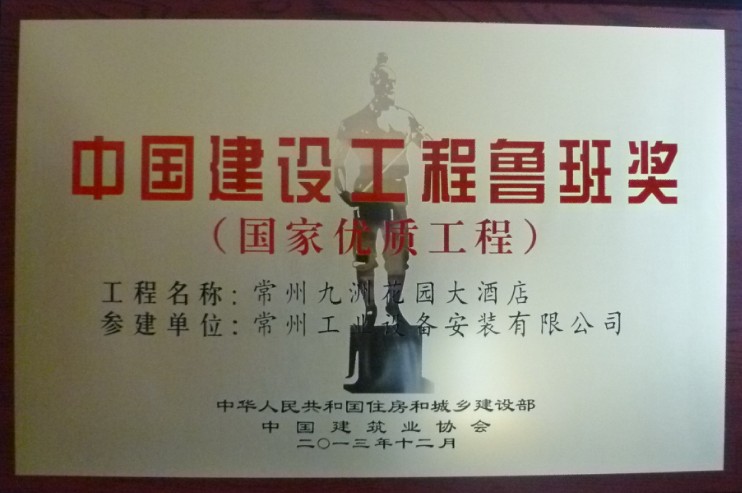 中国建设工程鲁班奖
（国家优质工程）
工程名称：常州九洲花园大酒店
参建单位：常州工业设备安装有限公司
中华人民共和国住房和城乡建设部
中国建筑业协会
二〇一三年十二月